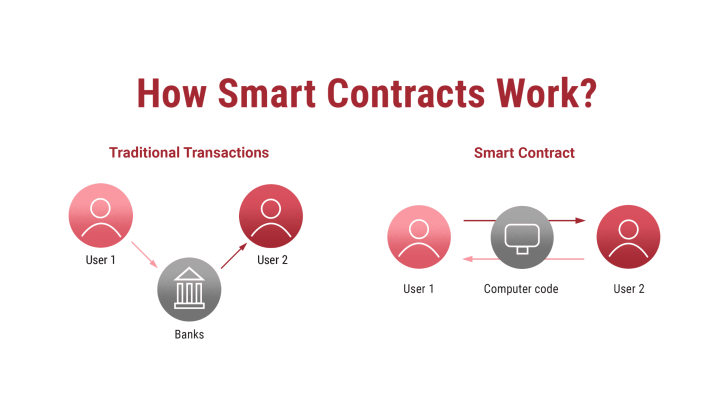 How Smart Contracts Work?
Traditional Transactions
User 1
User 2
Banks
Smart Contract
User 1
Computer code
User 2